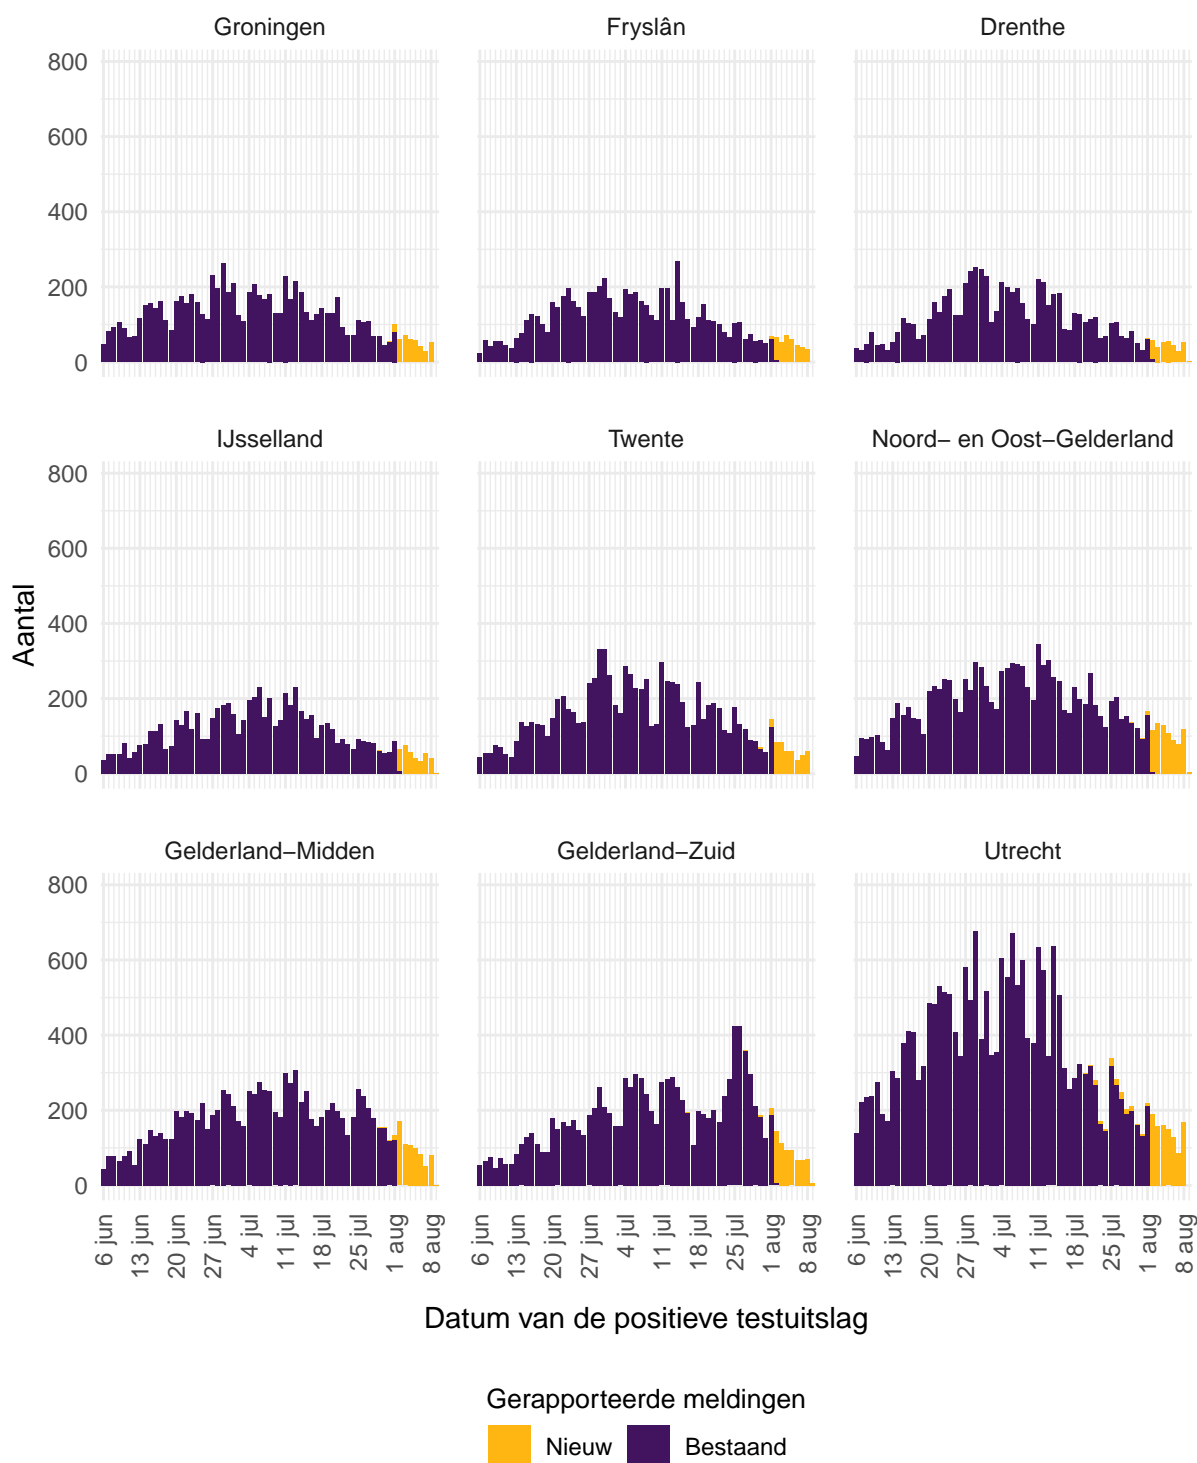 Groningen Fryslân Drenthe
800
600
400
200
0
IJsselland Twente Noord− en Oost−Gelderland
800
600
400
200
0
Aantal
Gelderland−Midden Gelderland−Zuid Utrecht
800
600
400
200
0
6 jun 13 jun 20 jun 27 jun 4 jul 11 jul 18 jul 25 jul 1 aug 8 aug 6 jun 13 jun 20 jun 27 jun 4 jul 11 jul 18 jul 25 jul 1 aug 8 aug 6 jun 13 jun 20 jun 27 jun 4 jul 11 jul 18 jul 25 jul 1 aug 8 aug
Datum van de positieve testuitslag
Gerapporteerde meldingen
Nieuw Bestaand